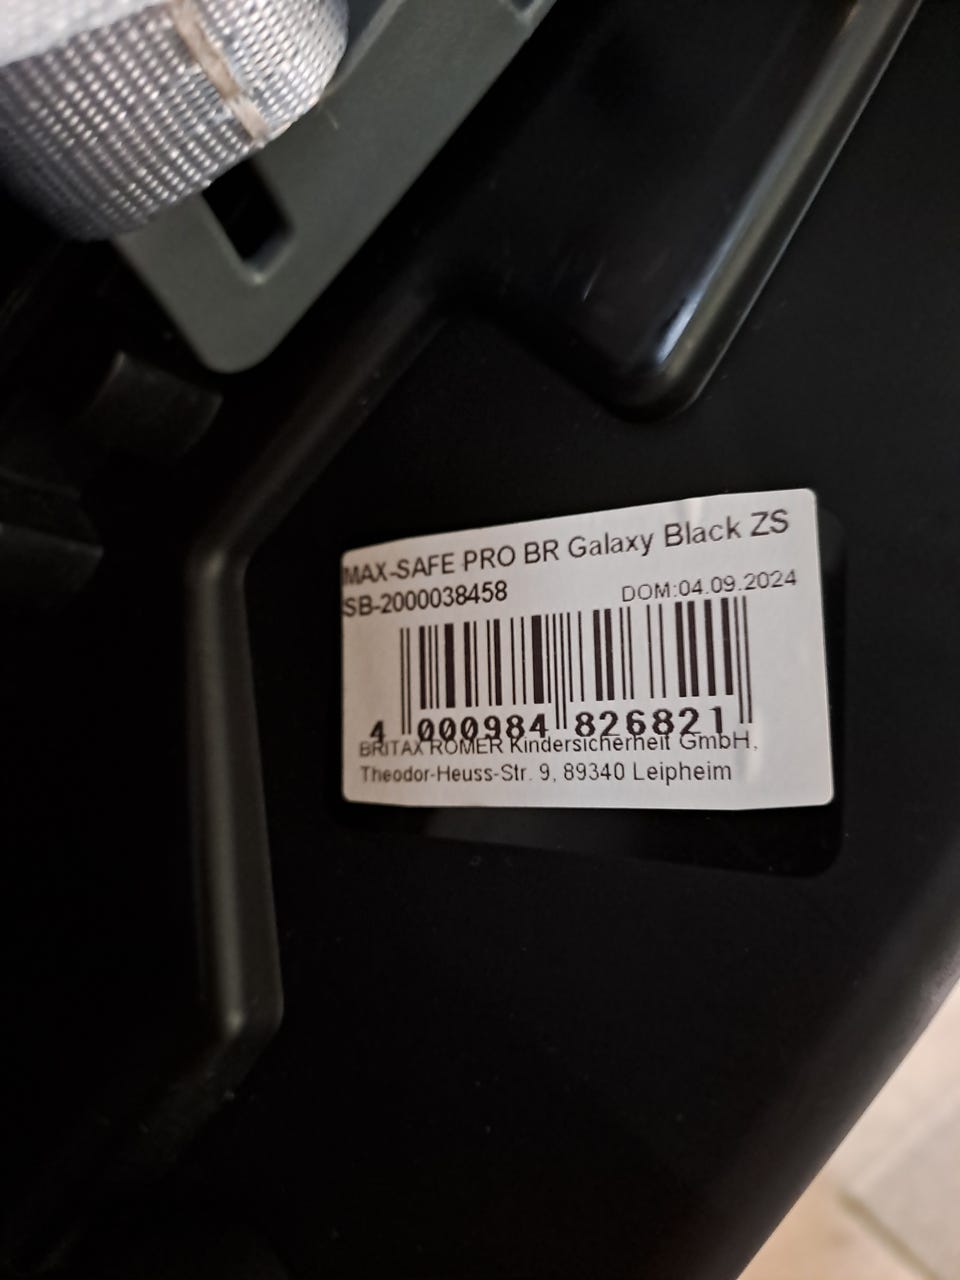 MAX-SAFE PRO BR Galaxy Black ZS
SB-2000038458
DOM:04.09.2024
4 000984 826821
BRITAX RÖMER Kindersicherheit GmbH,
Theodor-Heuss-Str. 9, 89340 Leipheim